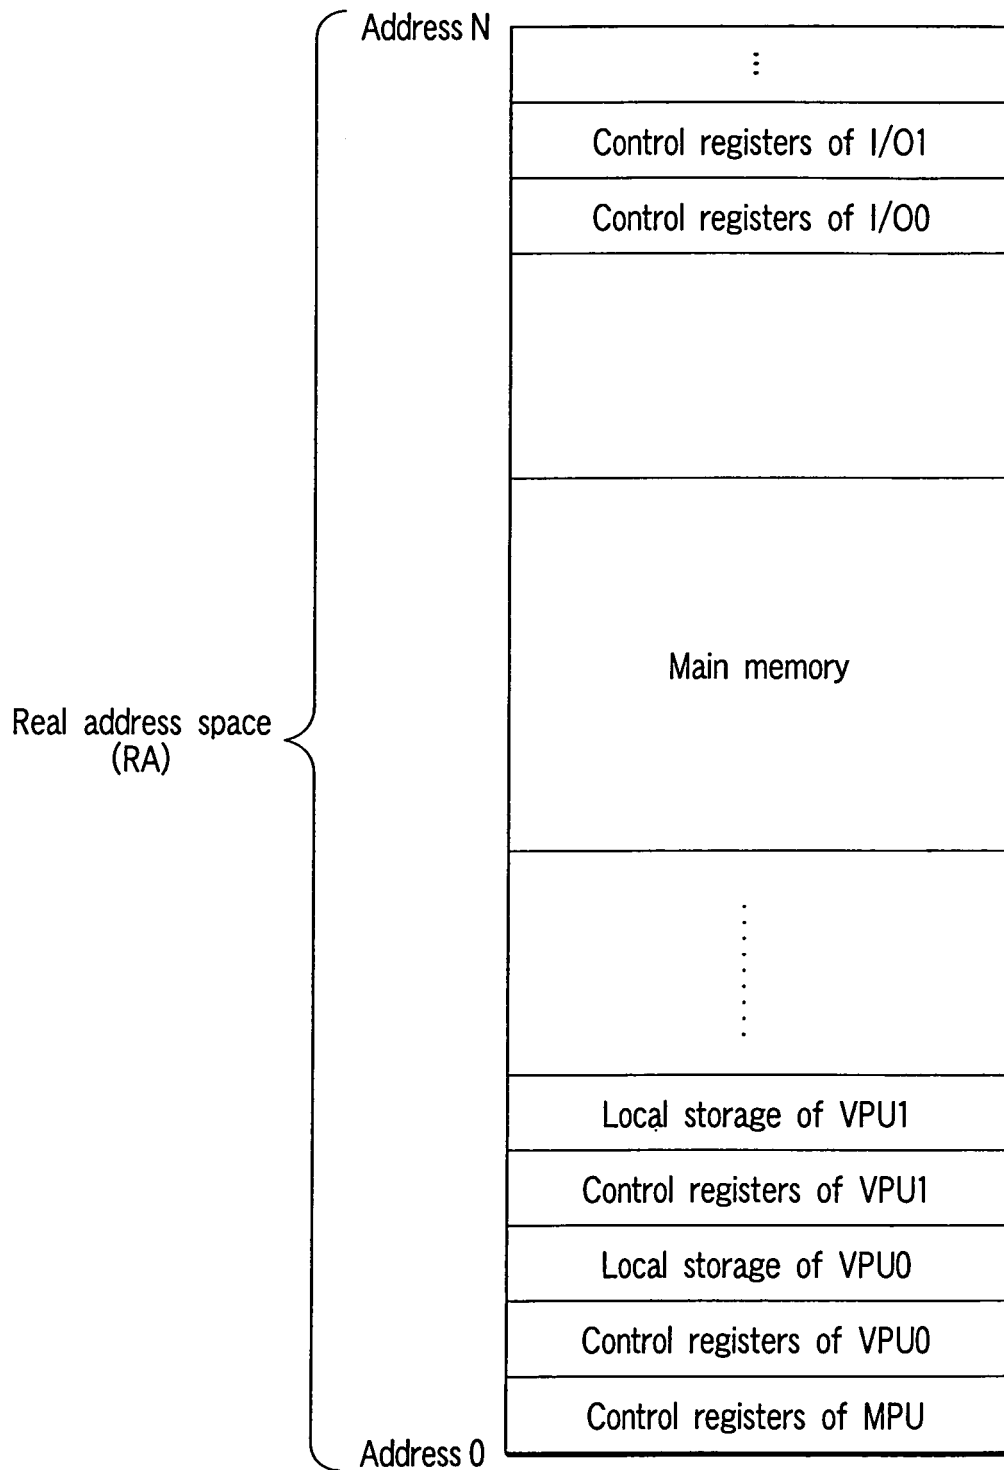 Address N
⋮
Control registers of I/O1
Control registers of I/O0
Main memory
Real address space
(RA)
Local storage of VPU1
Control registers of VPU1
Local storage of VPU0
Control registers of VPU0
Control registers of MPU
Address 0